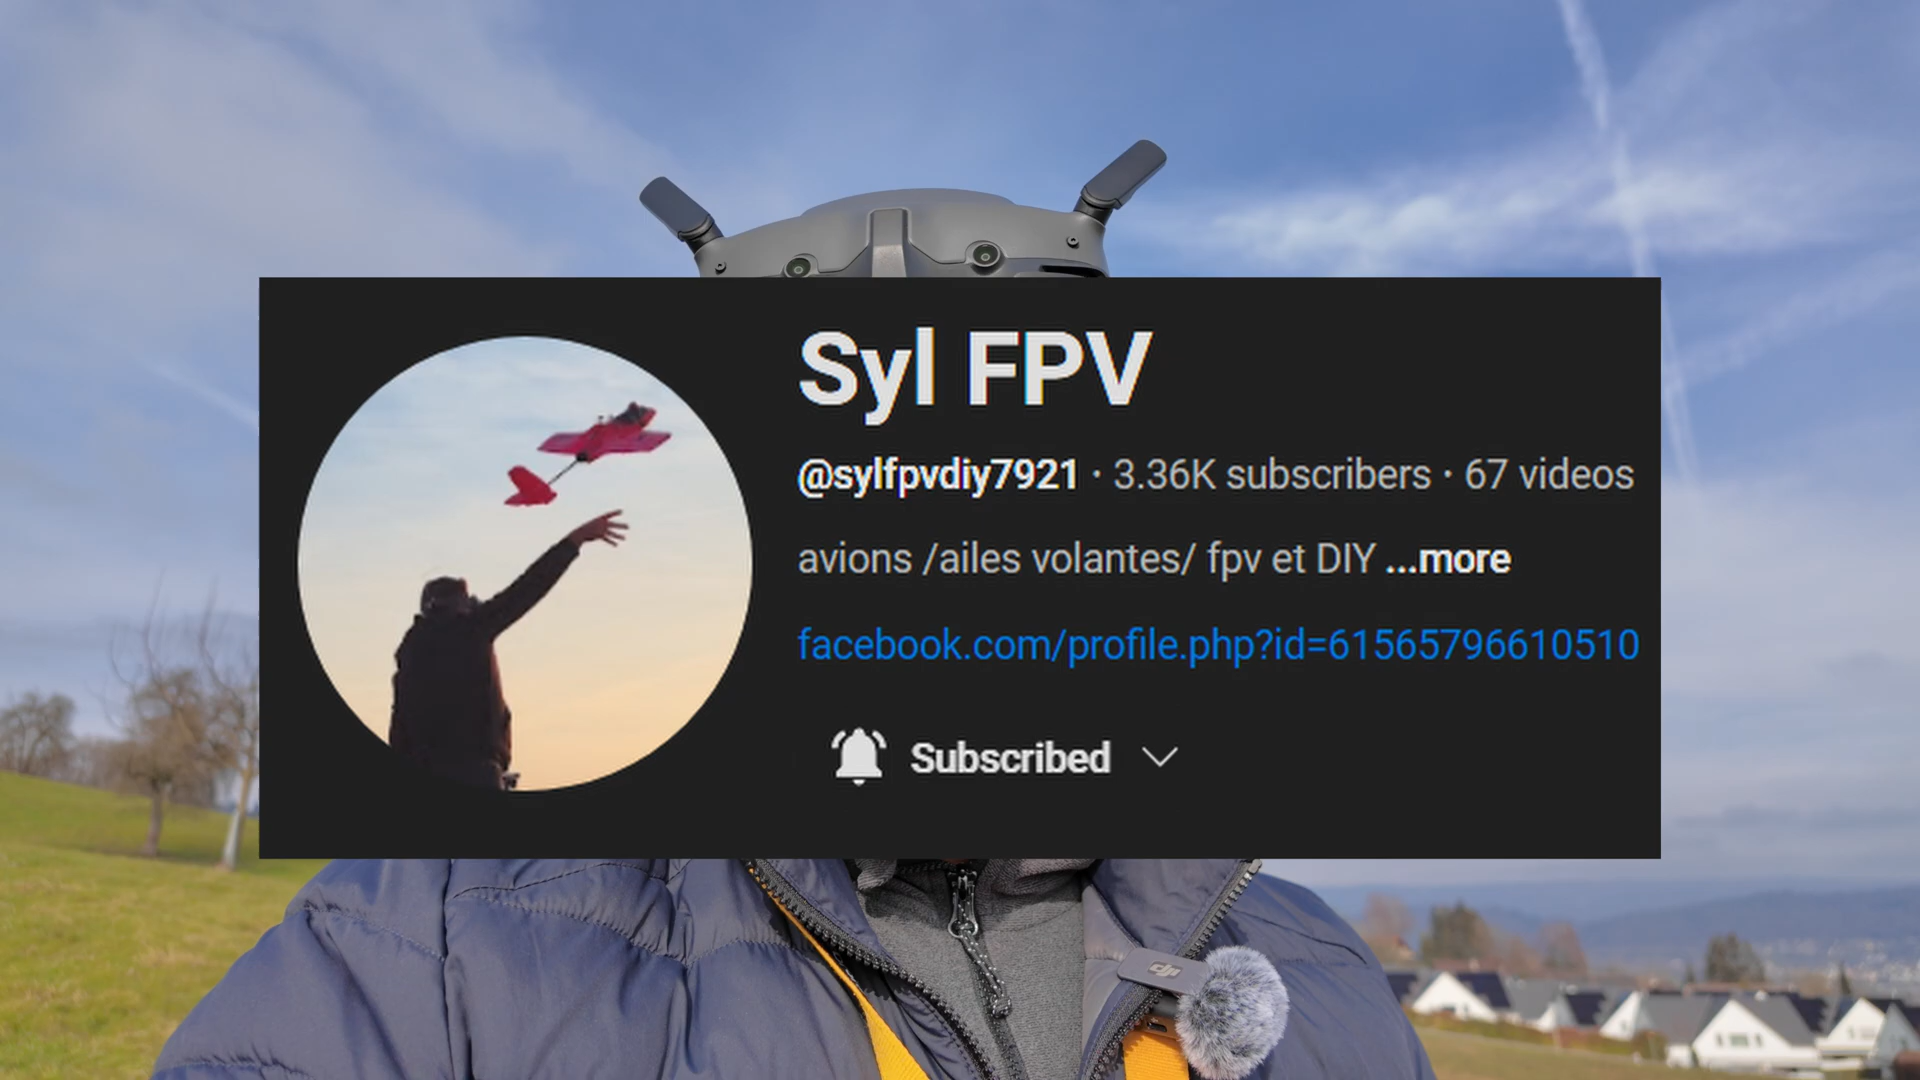 Syl FPV
@sylfpvdiy7921 · 3.36K subscribers · 67 videos
avions /ailes volantes/ fpv et DIY ...more
facebook.com/profile.php?id=61565796610510
Subscribed
dji